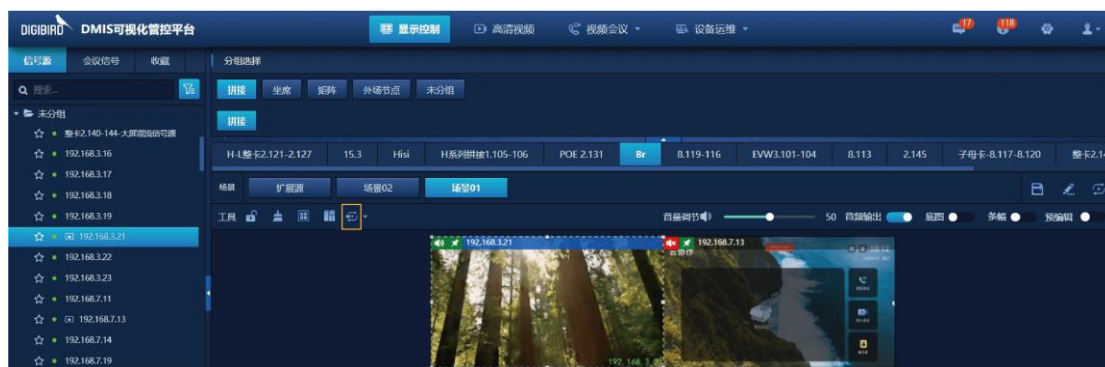 DIGIBIRD DMIS可视化管控平台 显示控制 高清视频 视频会议 设备运维 17 118
信号源 会议信号 收藏 分组选择
搜索...
拼接 坐席 矩阵 外场节点 未分组
未分组
拼接
整卡2.140-144-大屏回流信号源
192.168.3.16
H-L整卡2.121-2.127 15.3 Hisi H系列拼接1.105-106 POE 2.131 Br 8.119-116 EVW3.101-104 8.113 2.145 子母卡-8.117-8.120 整卡2.14
192.168.3.17
场景 扩展源 场景02 场景01
192.168.3.18
192.168.3.19
工具 音量调节 50 音频输出 底图 条幅 预编辑
192.168.3.21
192.168.3.21 192.168.7.13
192.168.3.22
10:12
192.168.3.23
192.168.7.11
192.168.7.13
192.168.7.14
192.168.7.19